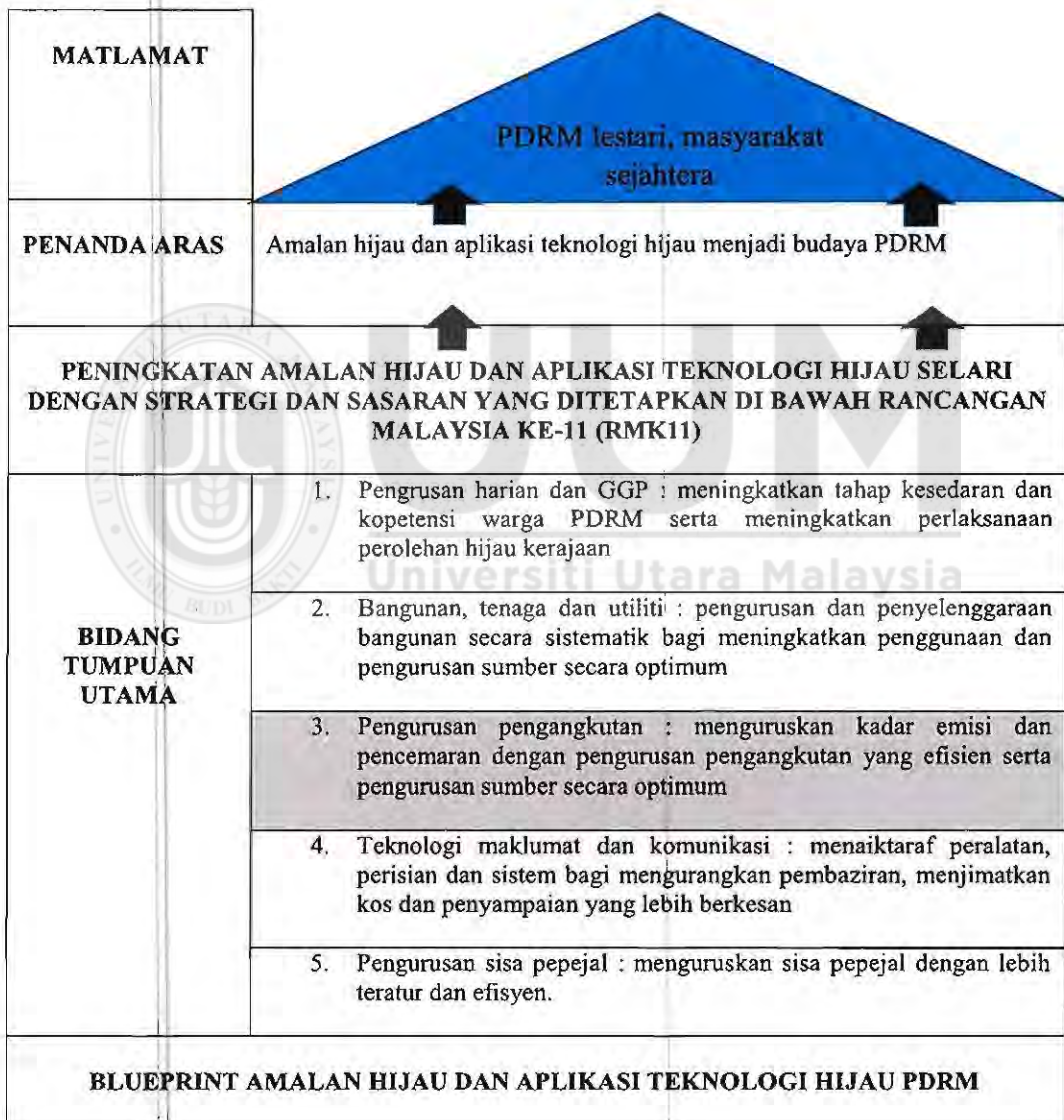 MATLAMAT
PDRM lestari, masyarakat
sejahtera
PENANDA ARAS
Amalan hijau dan aplikasi teknologi hijau menjadi budaya PDRM
PENINGKATAN AMALAN HIJAU DAN APLIKASI TEKNOLOGI HIJAU SELARI
DENGAN STRATEGI DAN SASARAN YANG DITETAPKAN DI BAWAH RANCANGAN
MALAYSIA KE-11 (RMK11)
BIDANG
TUMPUAN
UTAMA
1. Pengrusan harian dan GGP : meningkatkan tahap kesedaran dan
kopetensi warga PDRM serta meningkatkan perlaksanaan
perolehan hijau kerajaan
2. Bangunan, tenaga dan utiliti : pengurusan dan penyelenggaraan
bangunan secara sistematik bagi meningkatkan penggunaan dan
pengurusan sumber secara optimum
3. Pengurusan pengangkutan : menguruskan kadar emisi dan
pencemaran dengan pengurusan pengangkutan yang efisien serta
pengurusan sumber secara optimum
4. Teknologi maklumat dan komunikasi : menaiktaraf peralatan,
perisian dan sistem bagi mengurangkan pembaziran, menjimatkan
kos dan penyampaian yang lebih berkesan
5. Pengurusan sisa pepejal : menguruskan sisa pepejal dengan lebih
teratur dan efisyen.
BLUEPRINT AMALAN HIJAU DAN APLIKASI TEKNOLOGI HIJAU PDRM
UUM
Universiti Utara Malaysia